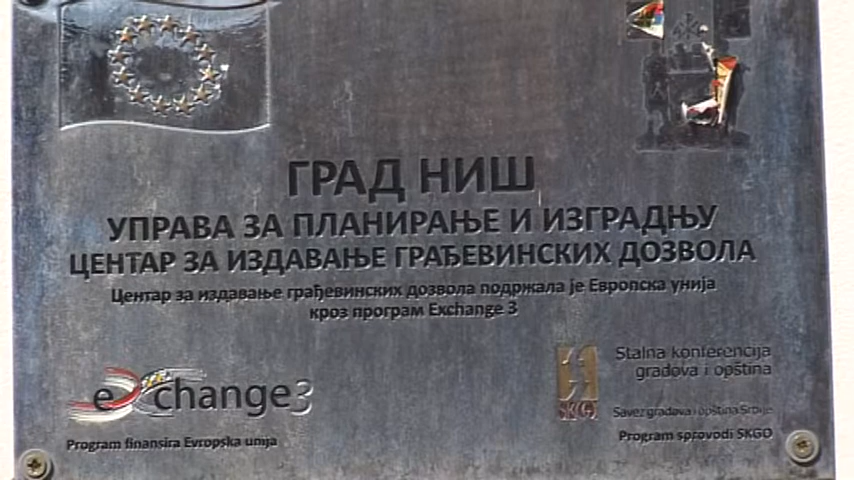 ГРАД НИШ
УПРАВА ЗА ПЛАНИРАЊЕ И ИЗГРАДЊУ
ЦЕНТАР ЗА ИЗДАВАЊЕ ГРАЂЕВИНСКИХ ДОЗВОЛА
Центар за издавање грађевинских дозвола подржала је Европска унија
кроз програм Exchange 3
exchange3
Program finansira Evropska unija
SKGO
Stalna konferencija
gradova i opština
Savez gradova i opština Srbije
Program sprovodi SKGO